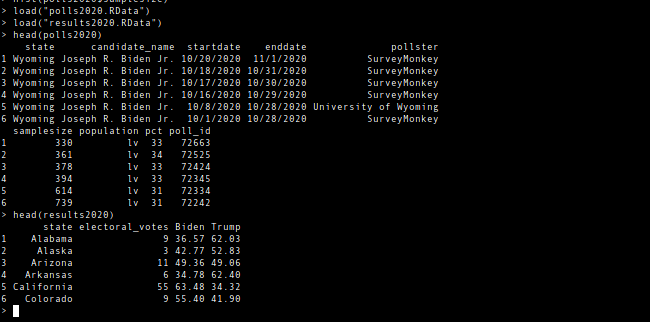 > load("polls2020.RData")
> load("results2020.RData")
> head(polls2020)
    state      candidate_name startdate    enddate              pollster
1 Wyoming Joseph R. Biden Jr. 10/20/2020  11/1/2020          SurveyMonkey
2 Wyoming Joseph R. Biden Jr. 10/18/2020 10/31/2020          SurveyMonkey
3 Wyoming Joseph R. Biden Jr. 10/17/2020 10/30/2020          SurveyMonkey
4 Wyoming Joseph R. Biden Jr. 10/16/2020 10/29/2020          SurveyMonkey
5 Wyoming Joseph R. Biden Jr.  10/8/2020 10/28/2020 University of Wyoming
6 Wyoming Joseph R. Biden Jr.  10/1/2020 10/28/2020          SurveyMonkey
  samplesize population pct poll_id
1        330         lv  33   72663
2        361         lv  34   72525
3        378         lv  33   72424
4        394         lv  33   72345
5        614         lv  31   72334
6        739         lv  31   72242
> head(results2020)
       state electoral_votes Biden Trump
1    Alabama               9 36.57 62.03
2     Alaska               3 42.77 52.83
3    Arizona              11 49.36 49.06
4   Arkansas               6 34.78 62.40
5 California              55 63.48 34.32
6   Colorado               9 55.40 41.90
>